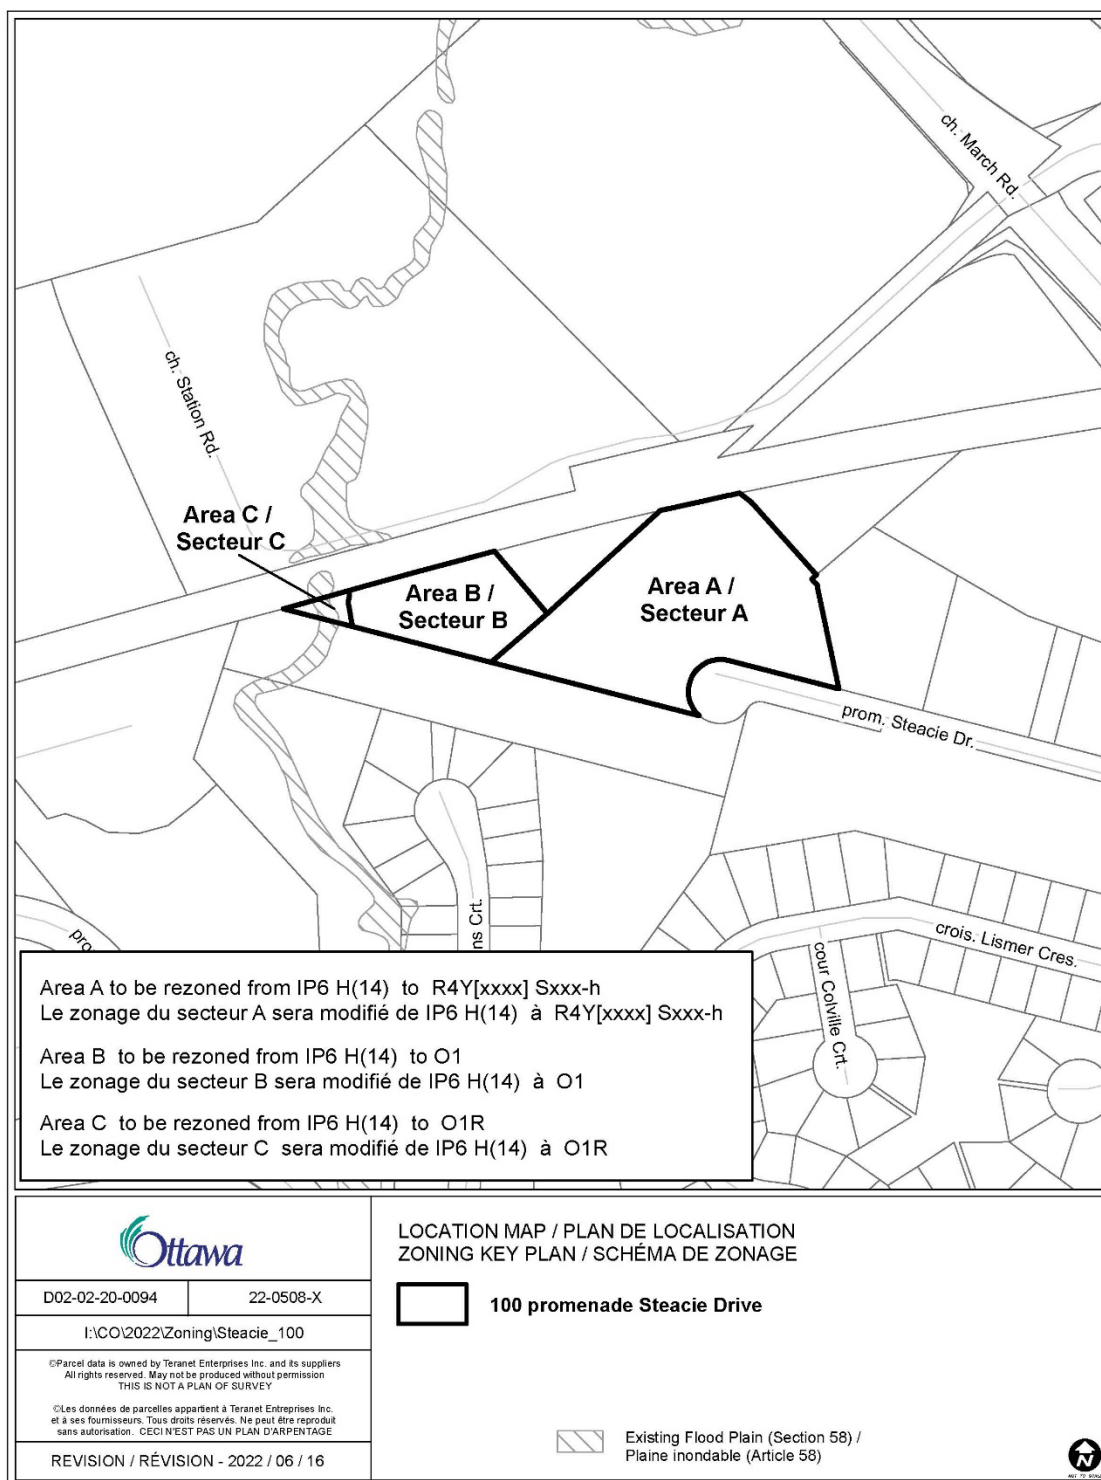 ch. March Rd.
ch. Station Rd.
Area C /
Secteur C
Area B /
Secteur B
Area A /
Secteur A
prom. Steacie Dr.
ns Crt.
crois. Lismer Cres.
cour Colville Crt.
Area A to be rezoned from IP6 H(14) to R4Y[xxxx] Sxxx-h
Le zonage du secteur A sera modifié de IP6 H(14) à R4Y[xxxx] Sxxx-h
Area B to be rezoned from IP6 H(14) to O1
Le zonage du secteur B sera modifié de IP6 H(14) à O1
Area C to be rezoned from IP6 H(14) to O1R
Le zonage du secteur C sera modifié de IP6 H(14) à O1R
Ottawa
D02-02-20-0094
22-0508-X
I:\CO\2022\Zoning\Steacie_100
©Parcel data is owned by Teranet Enterprises Inc. and its suppliers
All rights reserved. May not be produced without permission
THIS IS NOT A PLAN OF SURVEY
©Les données de parcelles appartient à Teranet Entreprises Inc.
et à ses fournisseurs. Tous droits réservés. Ne peut être reproduit
sans autorisation. CECI N'EST PAS UN PLAN D'ARPENTAGE
REVISION / RÉVISION - 2022 / 06 / 16
LOCATION MAP / PLAN DE LOCALISATION
ZONING KEY PLAN / SCHÉMA DE ZONAGE
100 promenade Steacie Drive
Existing Flood Plain (Section 58) /
Plaine inondable (Article 58)
N
NOT TO SCALE